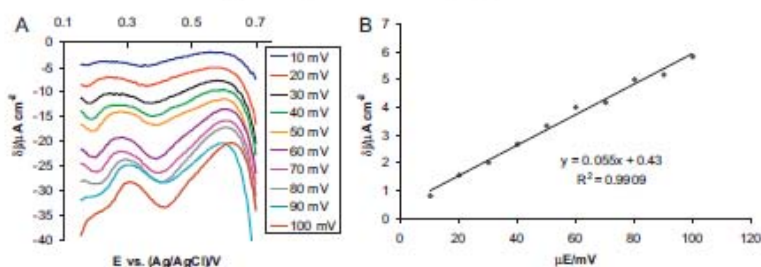 A
0.1 0.3 0.5 0.7
0
-5
-10
-15
-20
-25
-30
-35
-40
δj/μA cm-2
E vs. (Ag/AgCl)/V
10 mV
20 mV
30 mV
40 mV
50 mV
60 mV
70 mV
80 mV
90 mV
100 mV
B
7
6
5
4
3
2
1
0
δj/μA cm-2
y = 0.055x + 0.43
R² = 0.9909
0 20 40 60 80 100 120
μE/mV